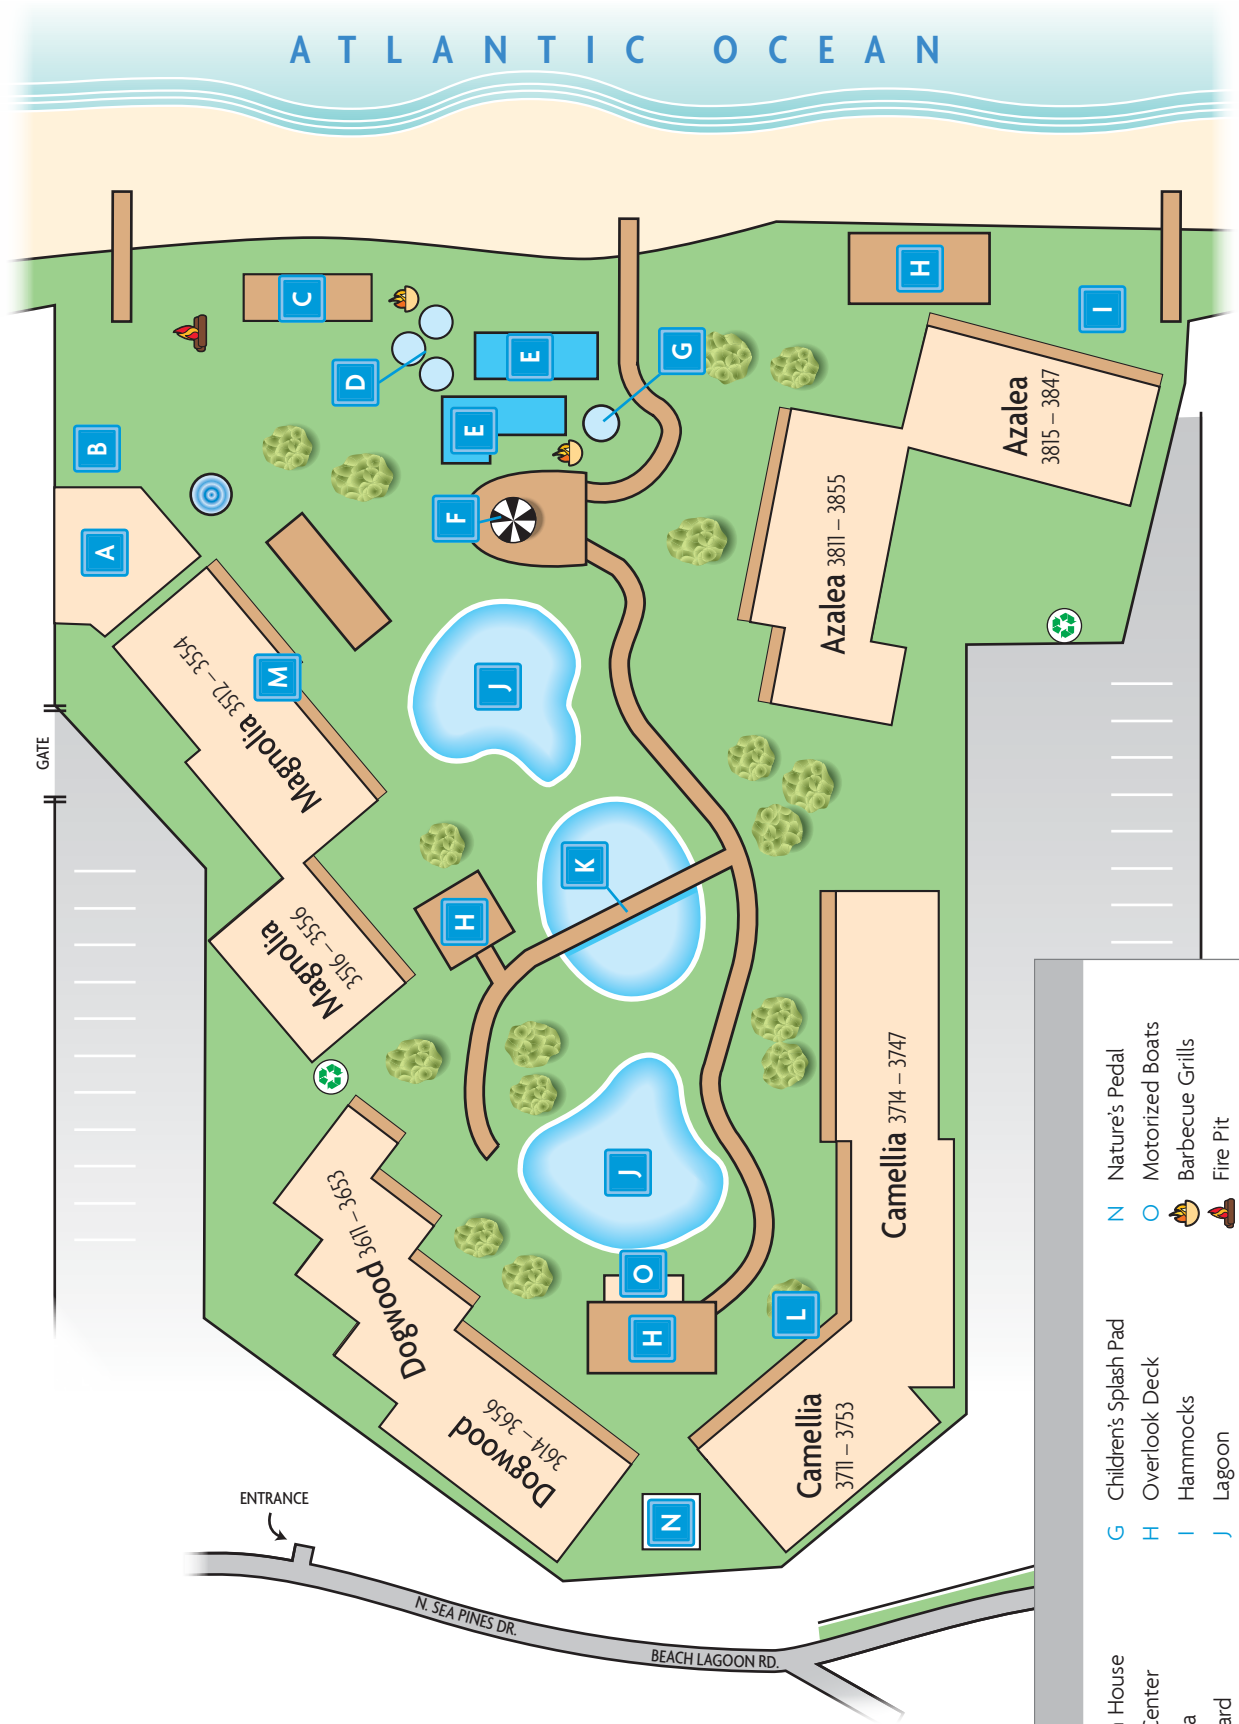 ATLANTIC OCEAN
C
H
I
E
G
D
E
B
F
A
Azalea
3815 – 3847
Azalea 3811 – 3855
M
Magnolia 3512 – 3554
J
GATE
K
H
Magnolia
3516 – 3556
J
Camellia 3714 – 3747
Dogwood 3611 – 3653
O
H
L
Camellia
3711 – 3753
Dogwood
3614 – 3656
N
ENTRANCE
N. SEA PINES DR.
BEACH LAGOON RD.
G Children's Splash Pad
H Overlook Deck
I Hammocks
J Lagoon
N Nature's Pedal
O Motorized Boats
Barbecue Grills
Fire Pit
House
Center